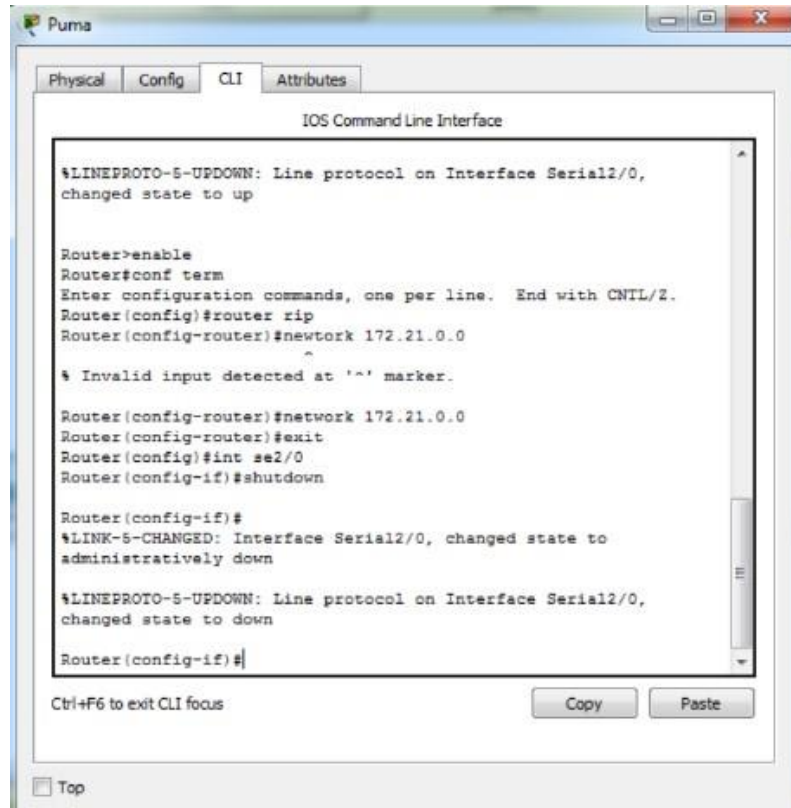 Puma
Physical
Config
CLI
Attributes
IOS Command Line Interface
%LINEPROTO-5-UPDOWN: Line protocol on Interface Serial2/0,
changed state to up
Router>enable
Router#conf term
Enter configuration commands, one per line.  End with CNTL/Z.
Router(config)#router rip
Router(config-router)#newtork 172.21.0.0
^
% Invalid input detected at '^' marker.
Router(config-router)#network 172.21.0.0
Router(config-router)#exit
Router(config)#int se2/0
Router(config-if)#shutdown
Router(config-if)#
%LINK-5-CHANGED: Interface Serial2/0, changed state to
administratively down
%LINEPROTO-5-UPDOWN: Line protocol on Interface Serial2/0,
changed state to down
Router(config-if)#
Ctrl+F6 to exit CLI focus
Copy
Paste
Top